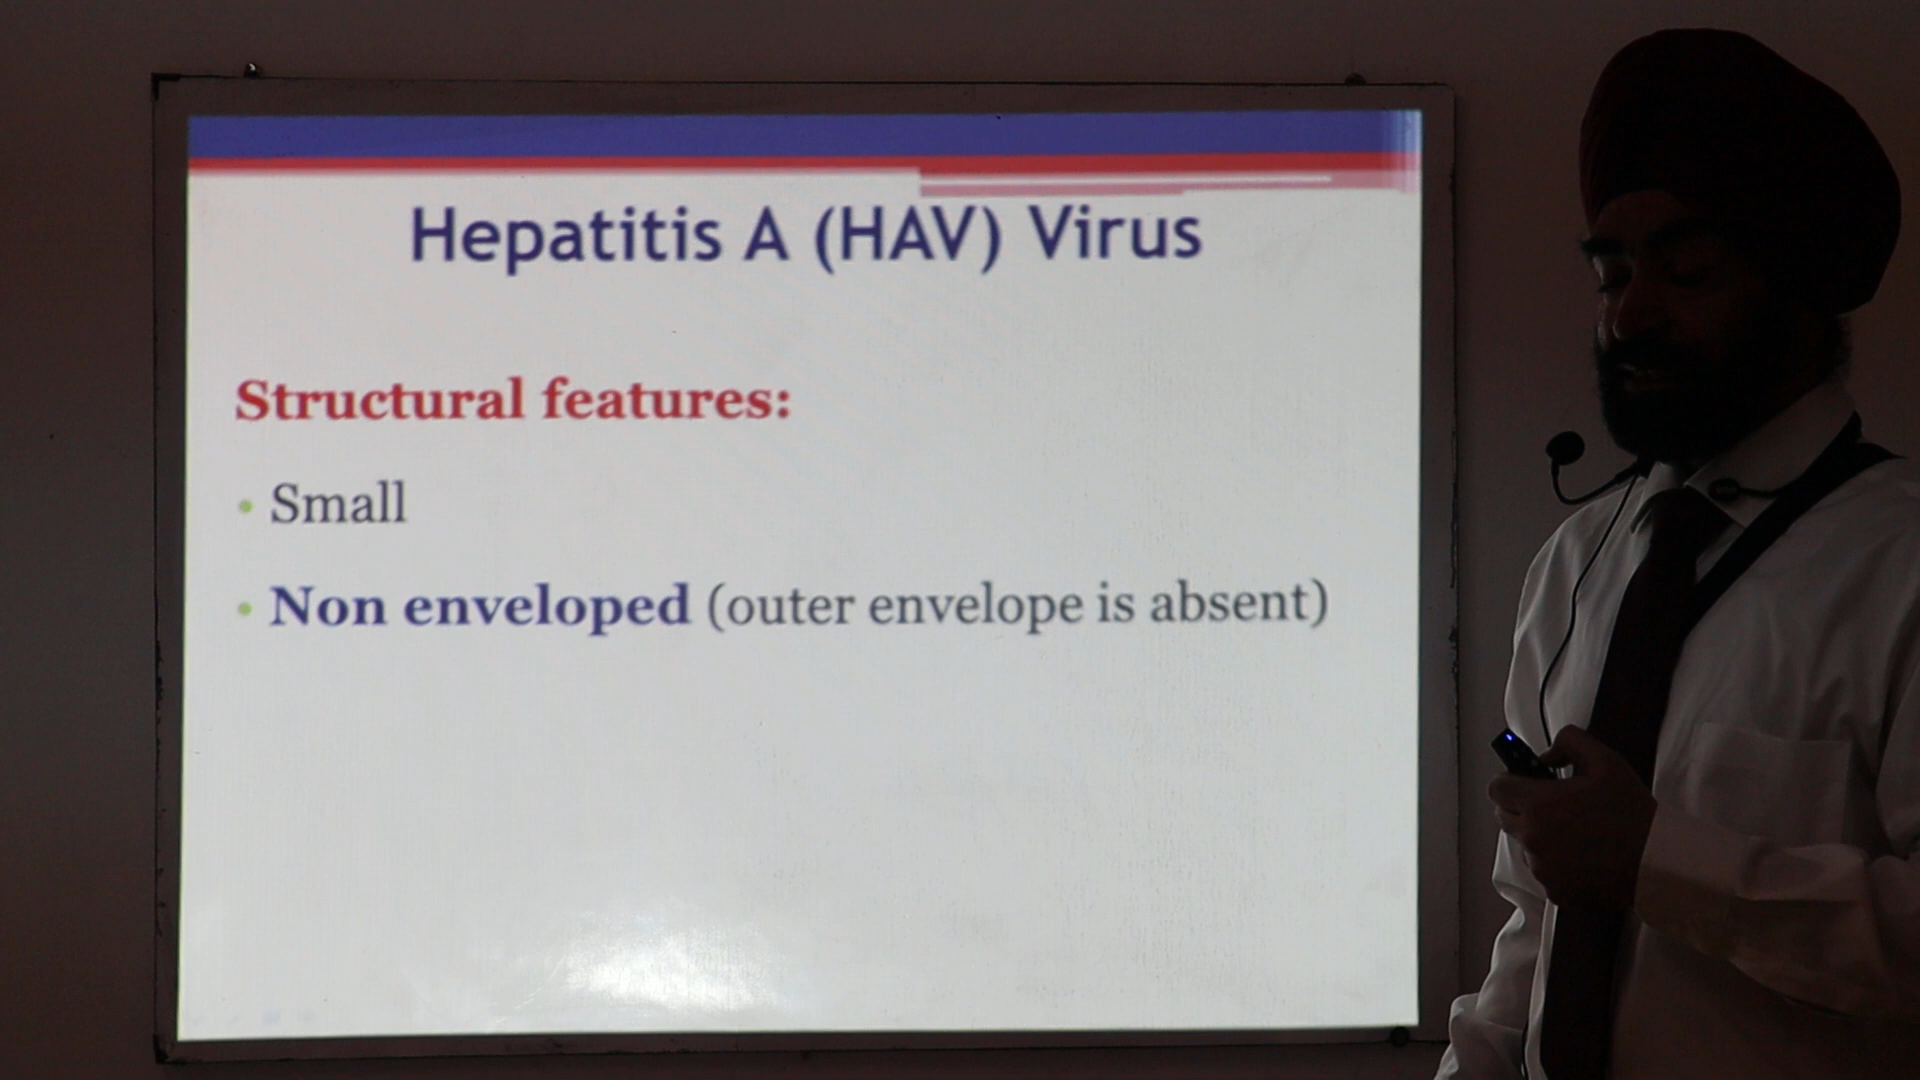 Hepatitis A (HAV) Virus
Structural features:
• Small
• Non enveloped (outer envelope is absent)